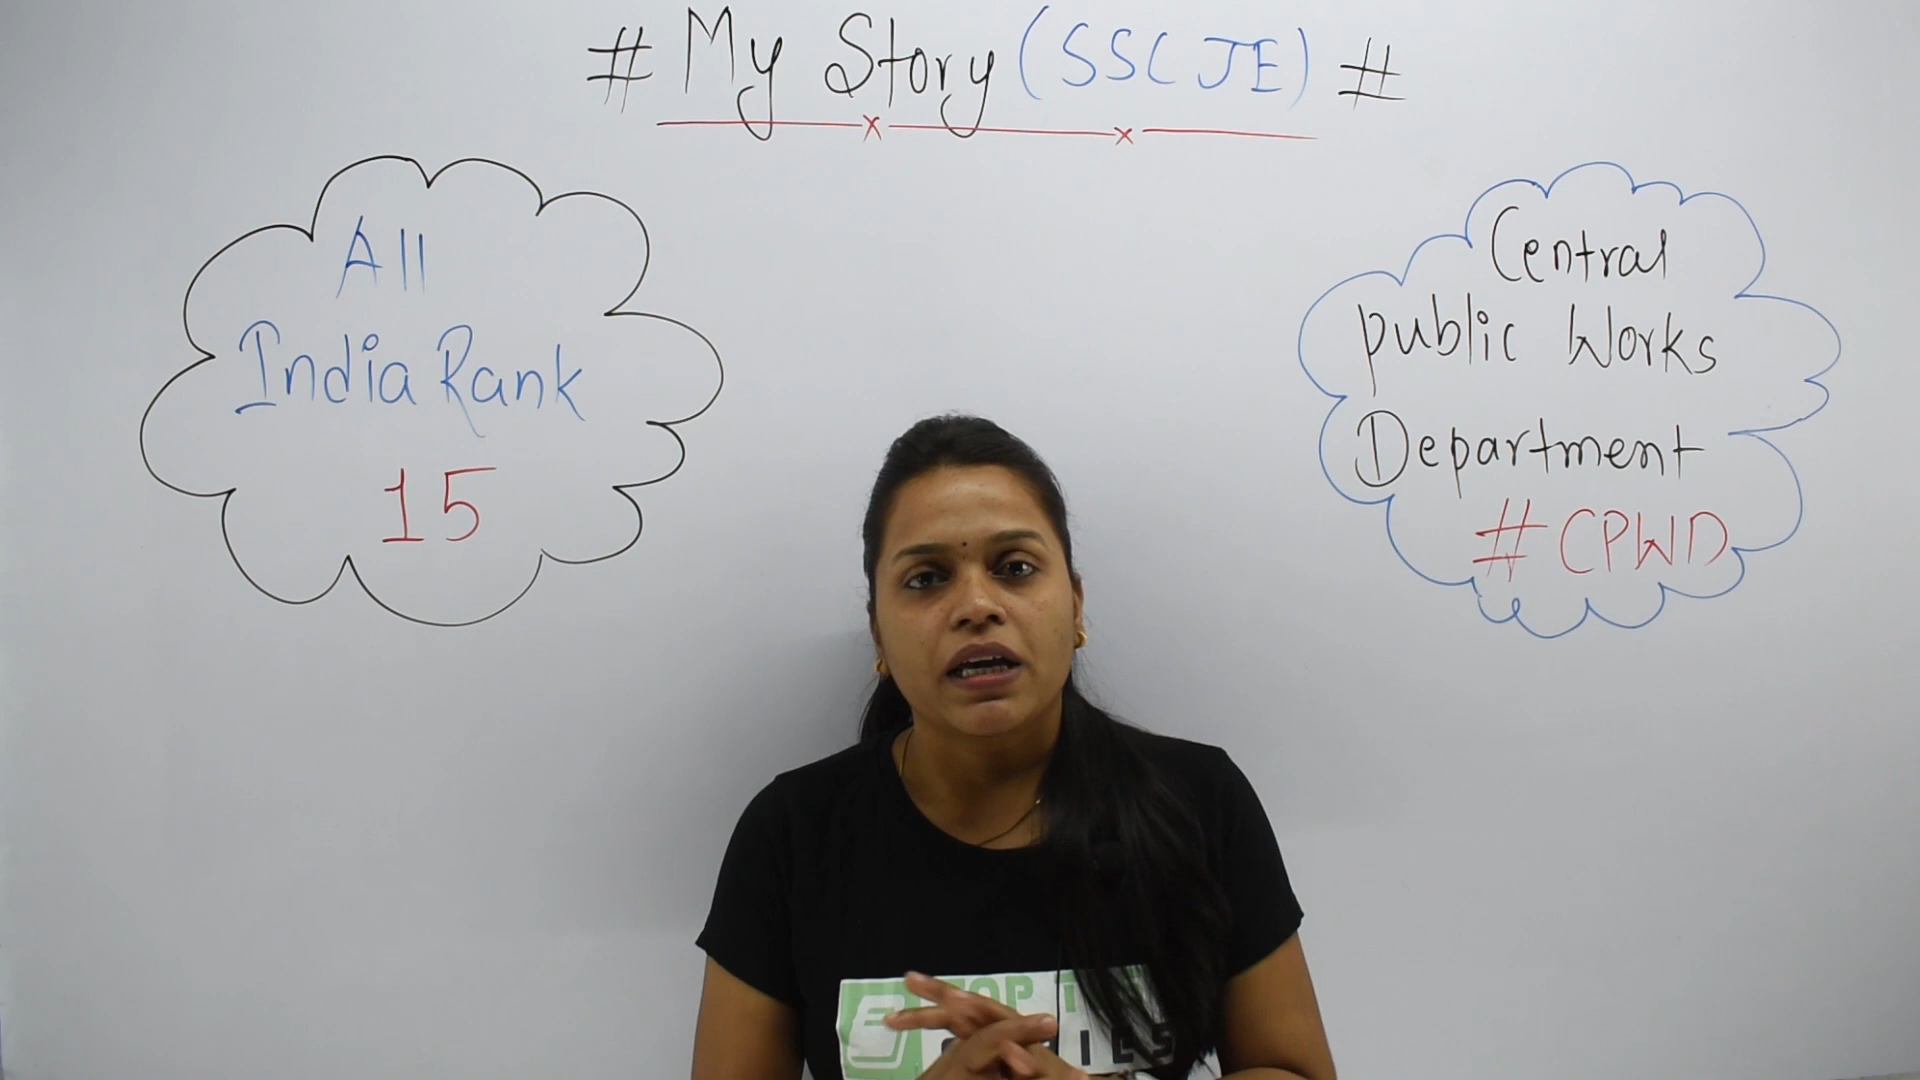 # My Story (SSC JE) #
All
India Rank
15
Central
public Works
Department
#CPWD